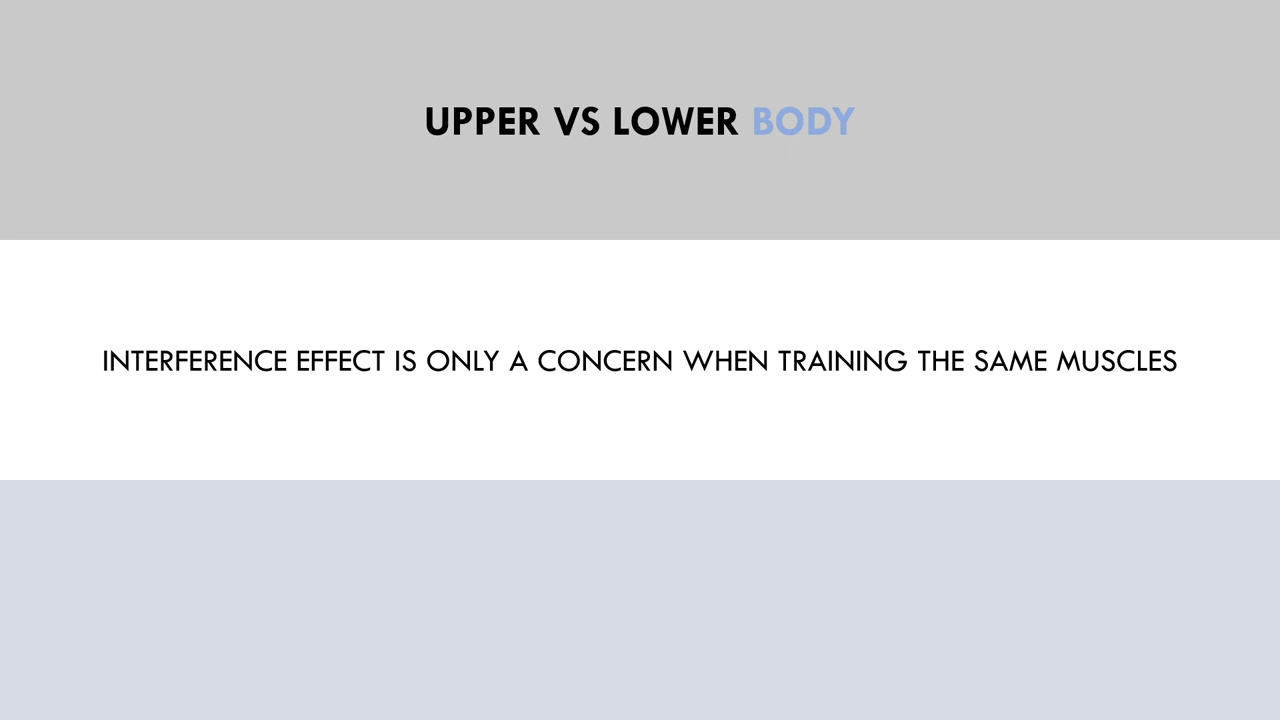 UPPER VS LOWER BODY
INTERFERENCE EFFECT IS ONLY A CONCERN WHEN TRAINING THE SAME MUSCLES